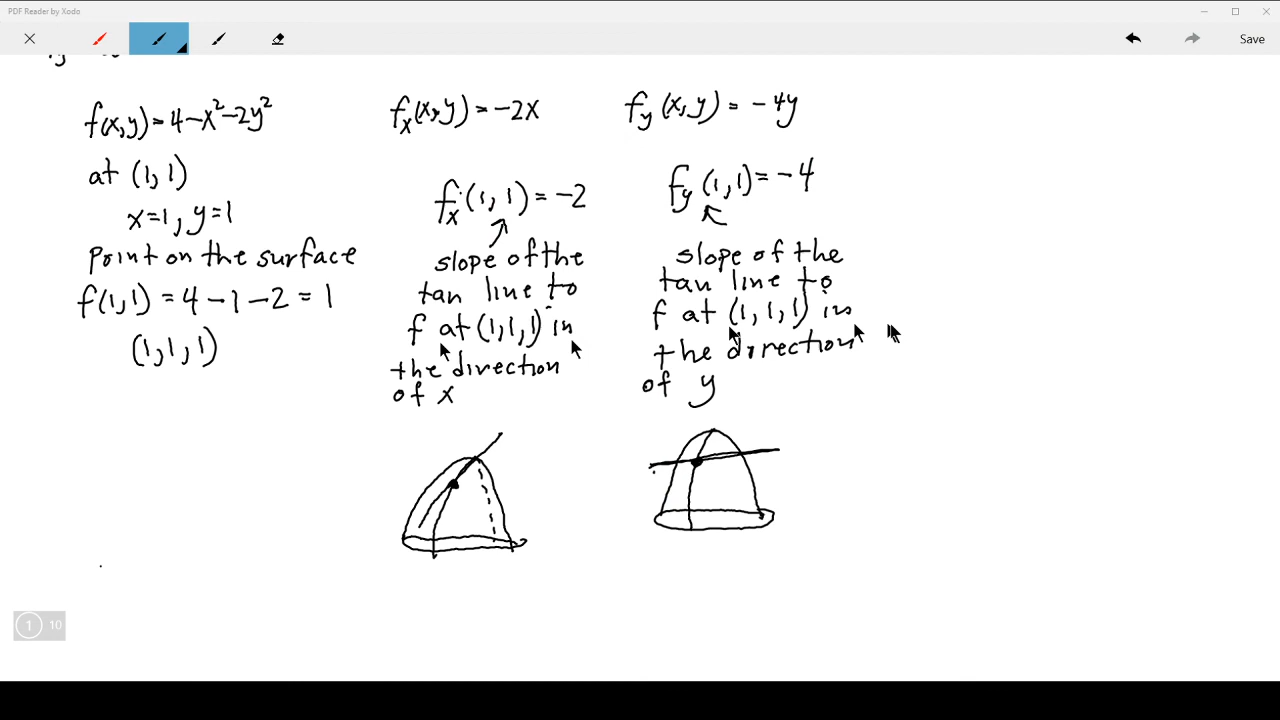 PDF Reader by Xodo
Save
f(x,y) = 4-x²-2y²
at (1,1)
x=1, y=1
point on the surface
f(1,1) = 4-1-2 = 1
(1,1,1)
fₓ(x,y) = -2x
fₓ(1,1) = -2
slope of the
tan line to
f at (1,1,1) in
the direction
of x
f_y(x,y) = -4y
f_y(1,1) = -4
slope of the
tan line to
f at (1,1,1) in
the direction
of y
1 10